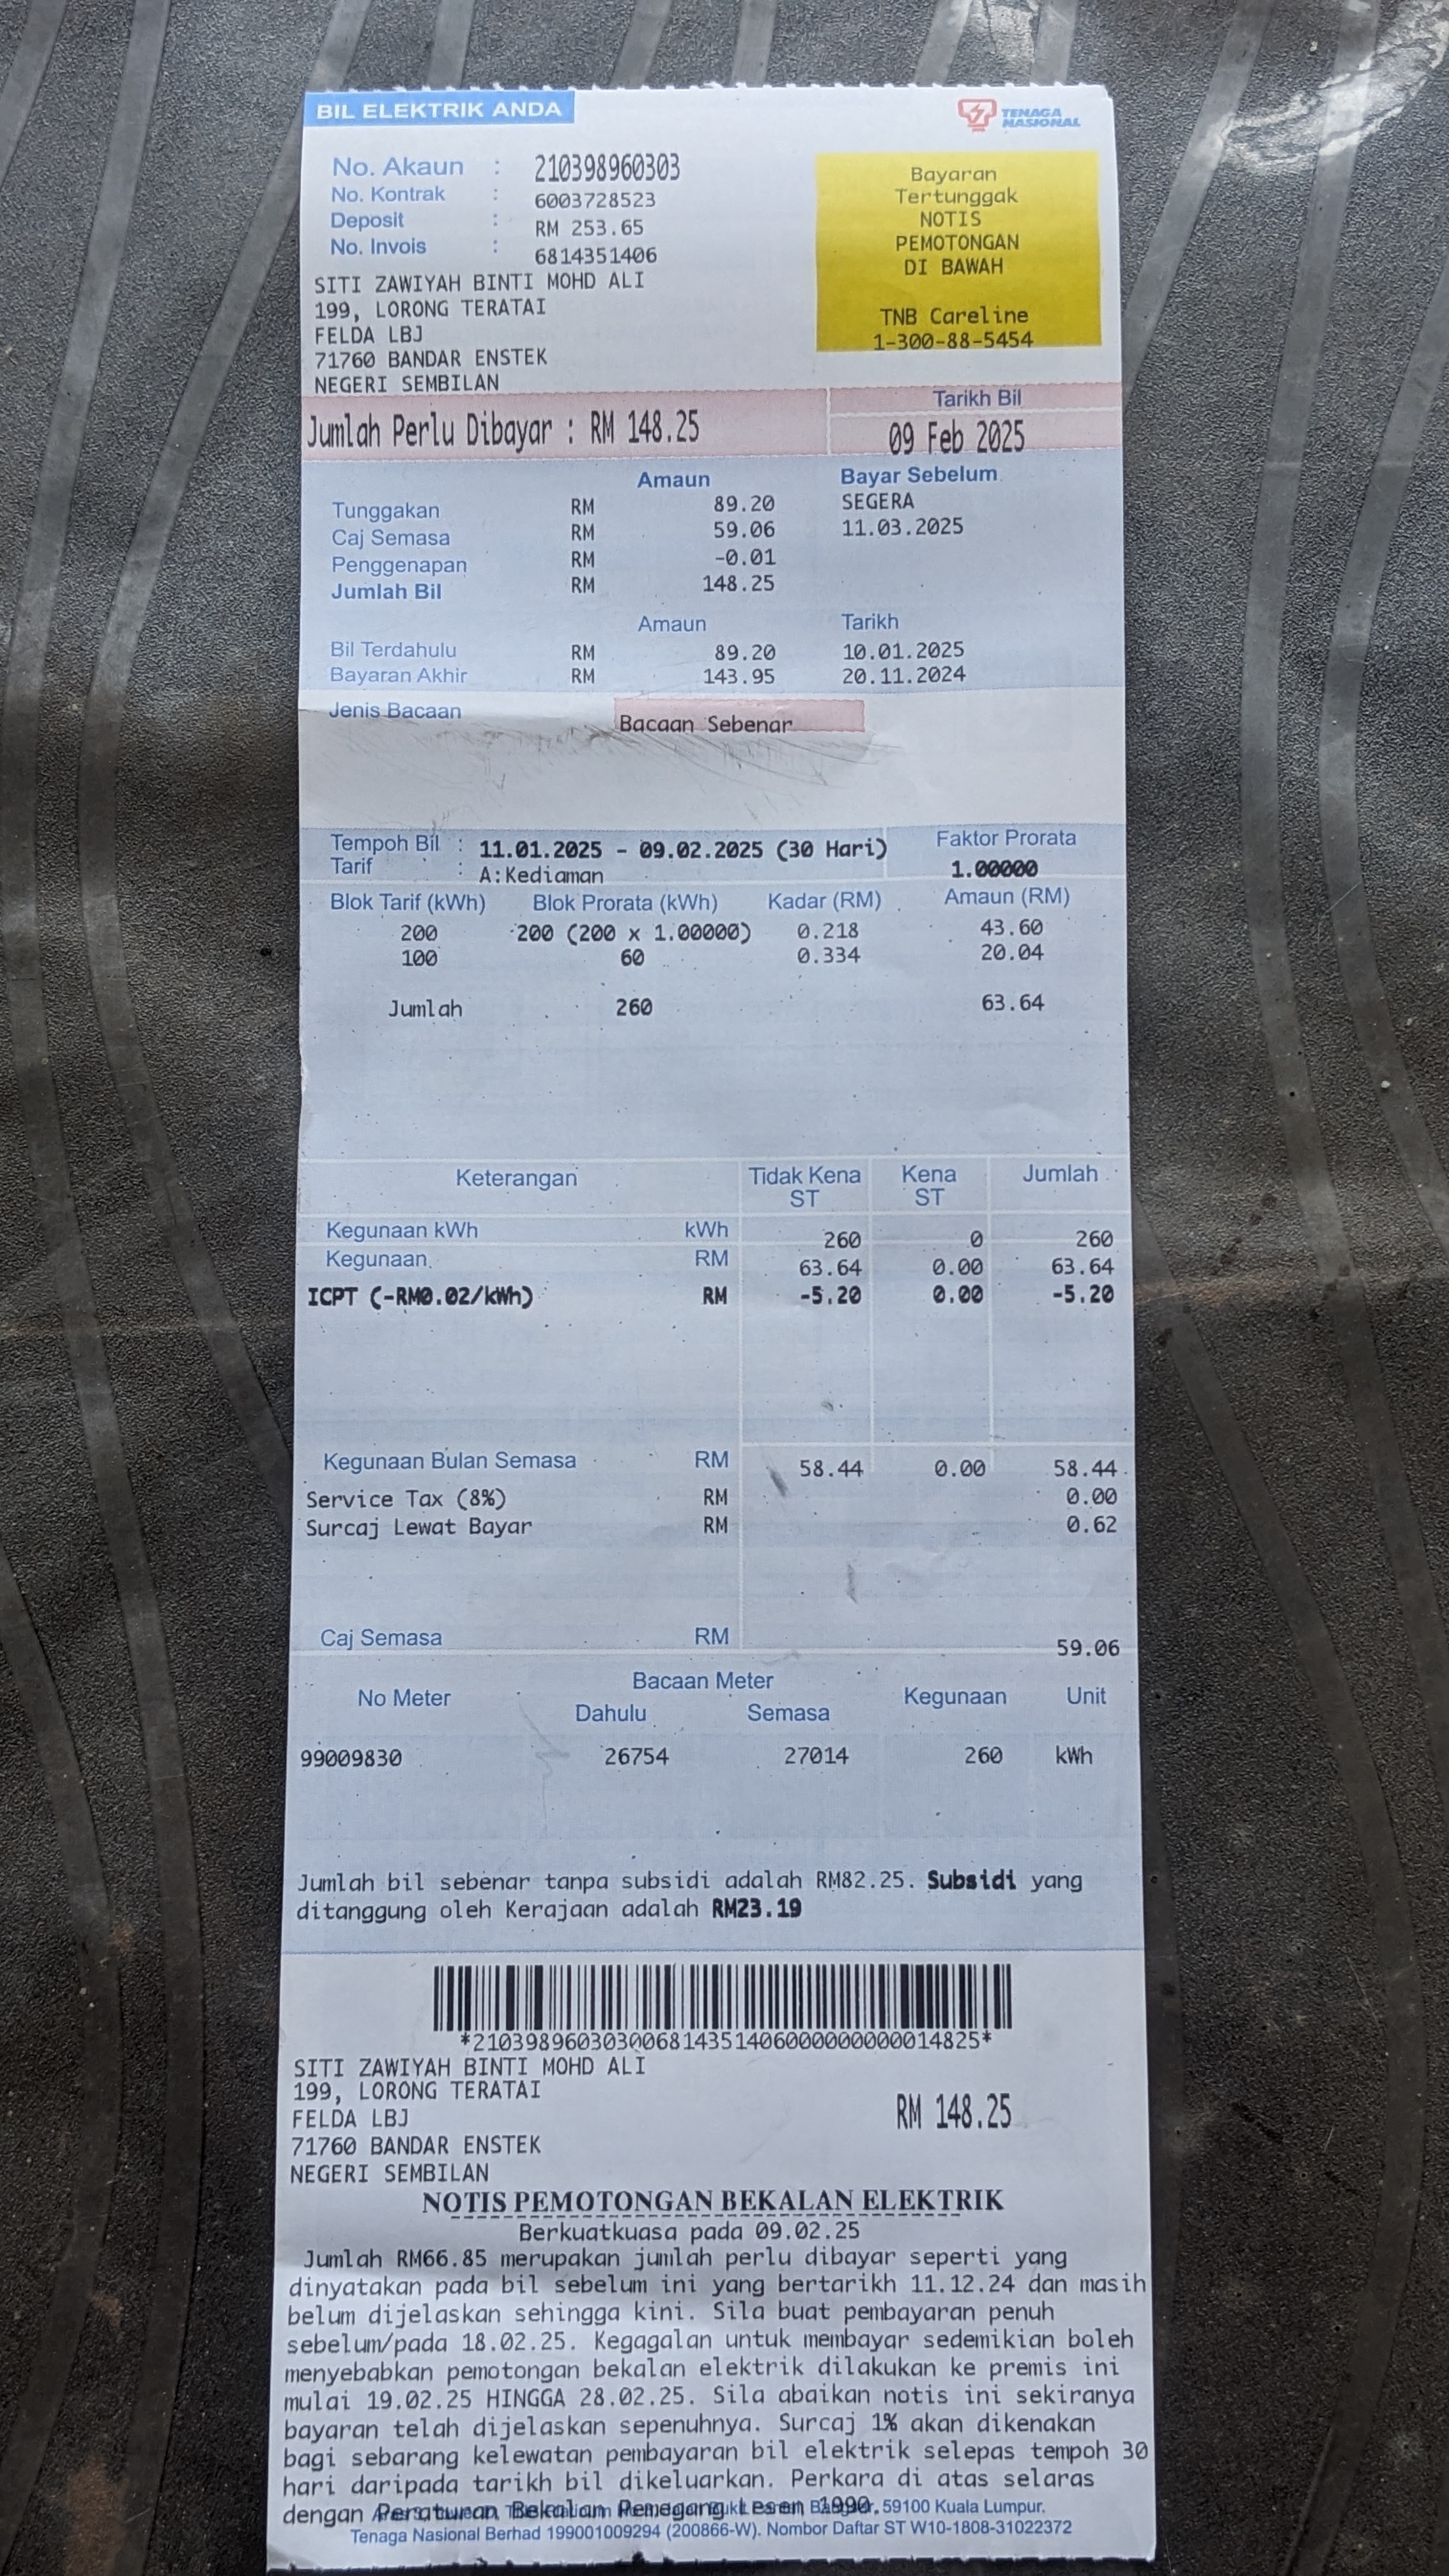 BIL ELEKTRIK ANDA
TENAGA
NASIONAL
No. Akaun : 210398960303
No. Kontrak : 6003728523
Deposit : RM 253.65
No. Invois : 6814351406
Bayaran
Tertunggak
NOTIS
PEMOTONGAN
DI BAWAH
TNB Careline
1-300-88-5454
SITI ZAWIYAH BINTI MOHD ALI
199, LORONG TERATAI
FELDA LBJ
71760 BANDAR ENSTEK
NEGERI SEMBILAN
Jumlah Perlu Dibayar : RM 148.25
Tarikh Bil
09 Feb 2025
Amaun Bayar Sebelum
Tunggakan RM 89.20 SEGERA
Caj Semasa RM 59.06 11.03.2025
Penggenapan RM -0.01
Jumlah Bil RM 148.25
Amaun Tarikh
Bil Terdahulu RM 89.20 10.01.2025
Bayaran Akhir RM 143.95 20.11.2024
Jenis Bacaan Bacaan Sebenar
Tempoh Bil : 11.01.2025 - 09.02.2025 (30 Hari) Faktor Prorata
Tarif : A:Kediaman 1.00000
Blok Tarif (kWh) Blok Prorata (kWh) Kadar (RM) Amaun (RM)
200 200 (200 x 1.00000) 0.218 43.60
100 60 0.334 20.04
Jumlah 260 63.64
Keterangan Tidak Kena ST Kena ST Jumlah
Kegunaan kWh kWh 260 0 260
Kegunaan RM 63.64 0.00 63.64
ICPT (-RM0.02/kWh) RM -5.20 0.00 -5.20
Kegunaan Bulan Semasa RM 58.44 0.00 58.44
Service Tax (8%) RM 0.00
Surcaj Lewat Bayar RM 0.62
Caj Semasa RM 59.06
No Meter Bacaan Meter Kegunaan Unit
Dahulu Semasa
99009830 26754 27014 260 kWh
Jumlah bil sebenar tanpa subsidi adalah RM82.25. Subsidi yang
ditanggung oleh Kerajaan adalah RM23.19
*210398960303006814351406000000000014825*
SITI ZAWIYAH BINTI MOHD ALI
199, LORONG TERATAI
FELDA LBJ
71760 BANDAR ENSTEK
NEGERI SEMBILAN
RM 148.25
NOTIS PEMOTONGAN BEKALAN ELEKTRIK
Berkuatkuasa pada 09.02.25
Jumlah RM66.85 merupakan jumlah perlu dibayar seperti yang
dinyatakan pada bil sebelum ini yang bertarikh 11.12.24 dan masih
belum dijelaskan sehingga kini. Sila buat pembayaran penuh
sebelum/pada 18.02.25. Kegagalan untuk membayar sedemikian boleh
menyebabkan pemotongan bekalan elektrik dilakukan ke premis ini
mulai 19.02.25 HINGGA 28.02.25. Sila abaikan notis ini sekiranya
bayaran telah dijelaskan sepenuhnya. Surcaj 1% akan dikenakan
bagi sebarang kelewatan pembayaran bil elektrik selepas tempoh 30
hari daripada tarikh bil dikeluarkan. Perkara di atas selaras
dengan Peraturan Bekalan Pemegang Lesen 1990.
59100 Kuala Lumpur.
Tenaga Nasional Berhad 199001009294 (200866-W). Nombor Daftar ST W10-1808-31022372